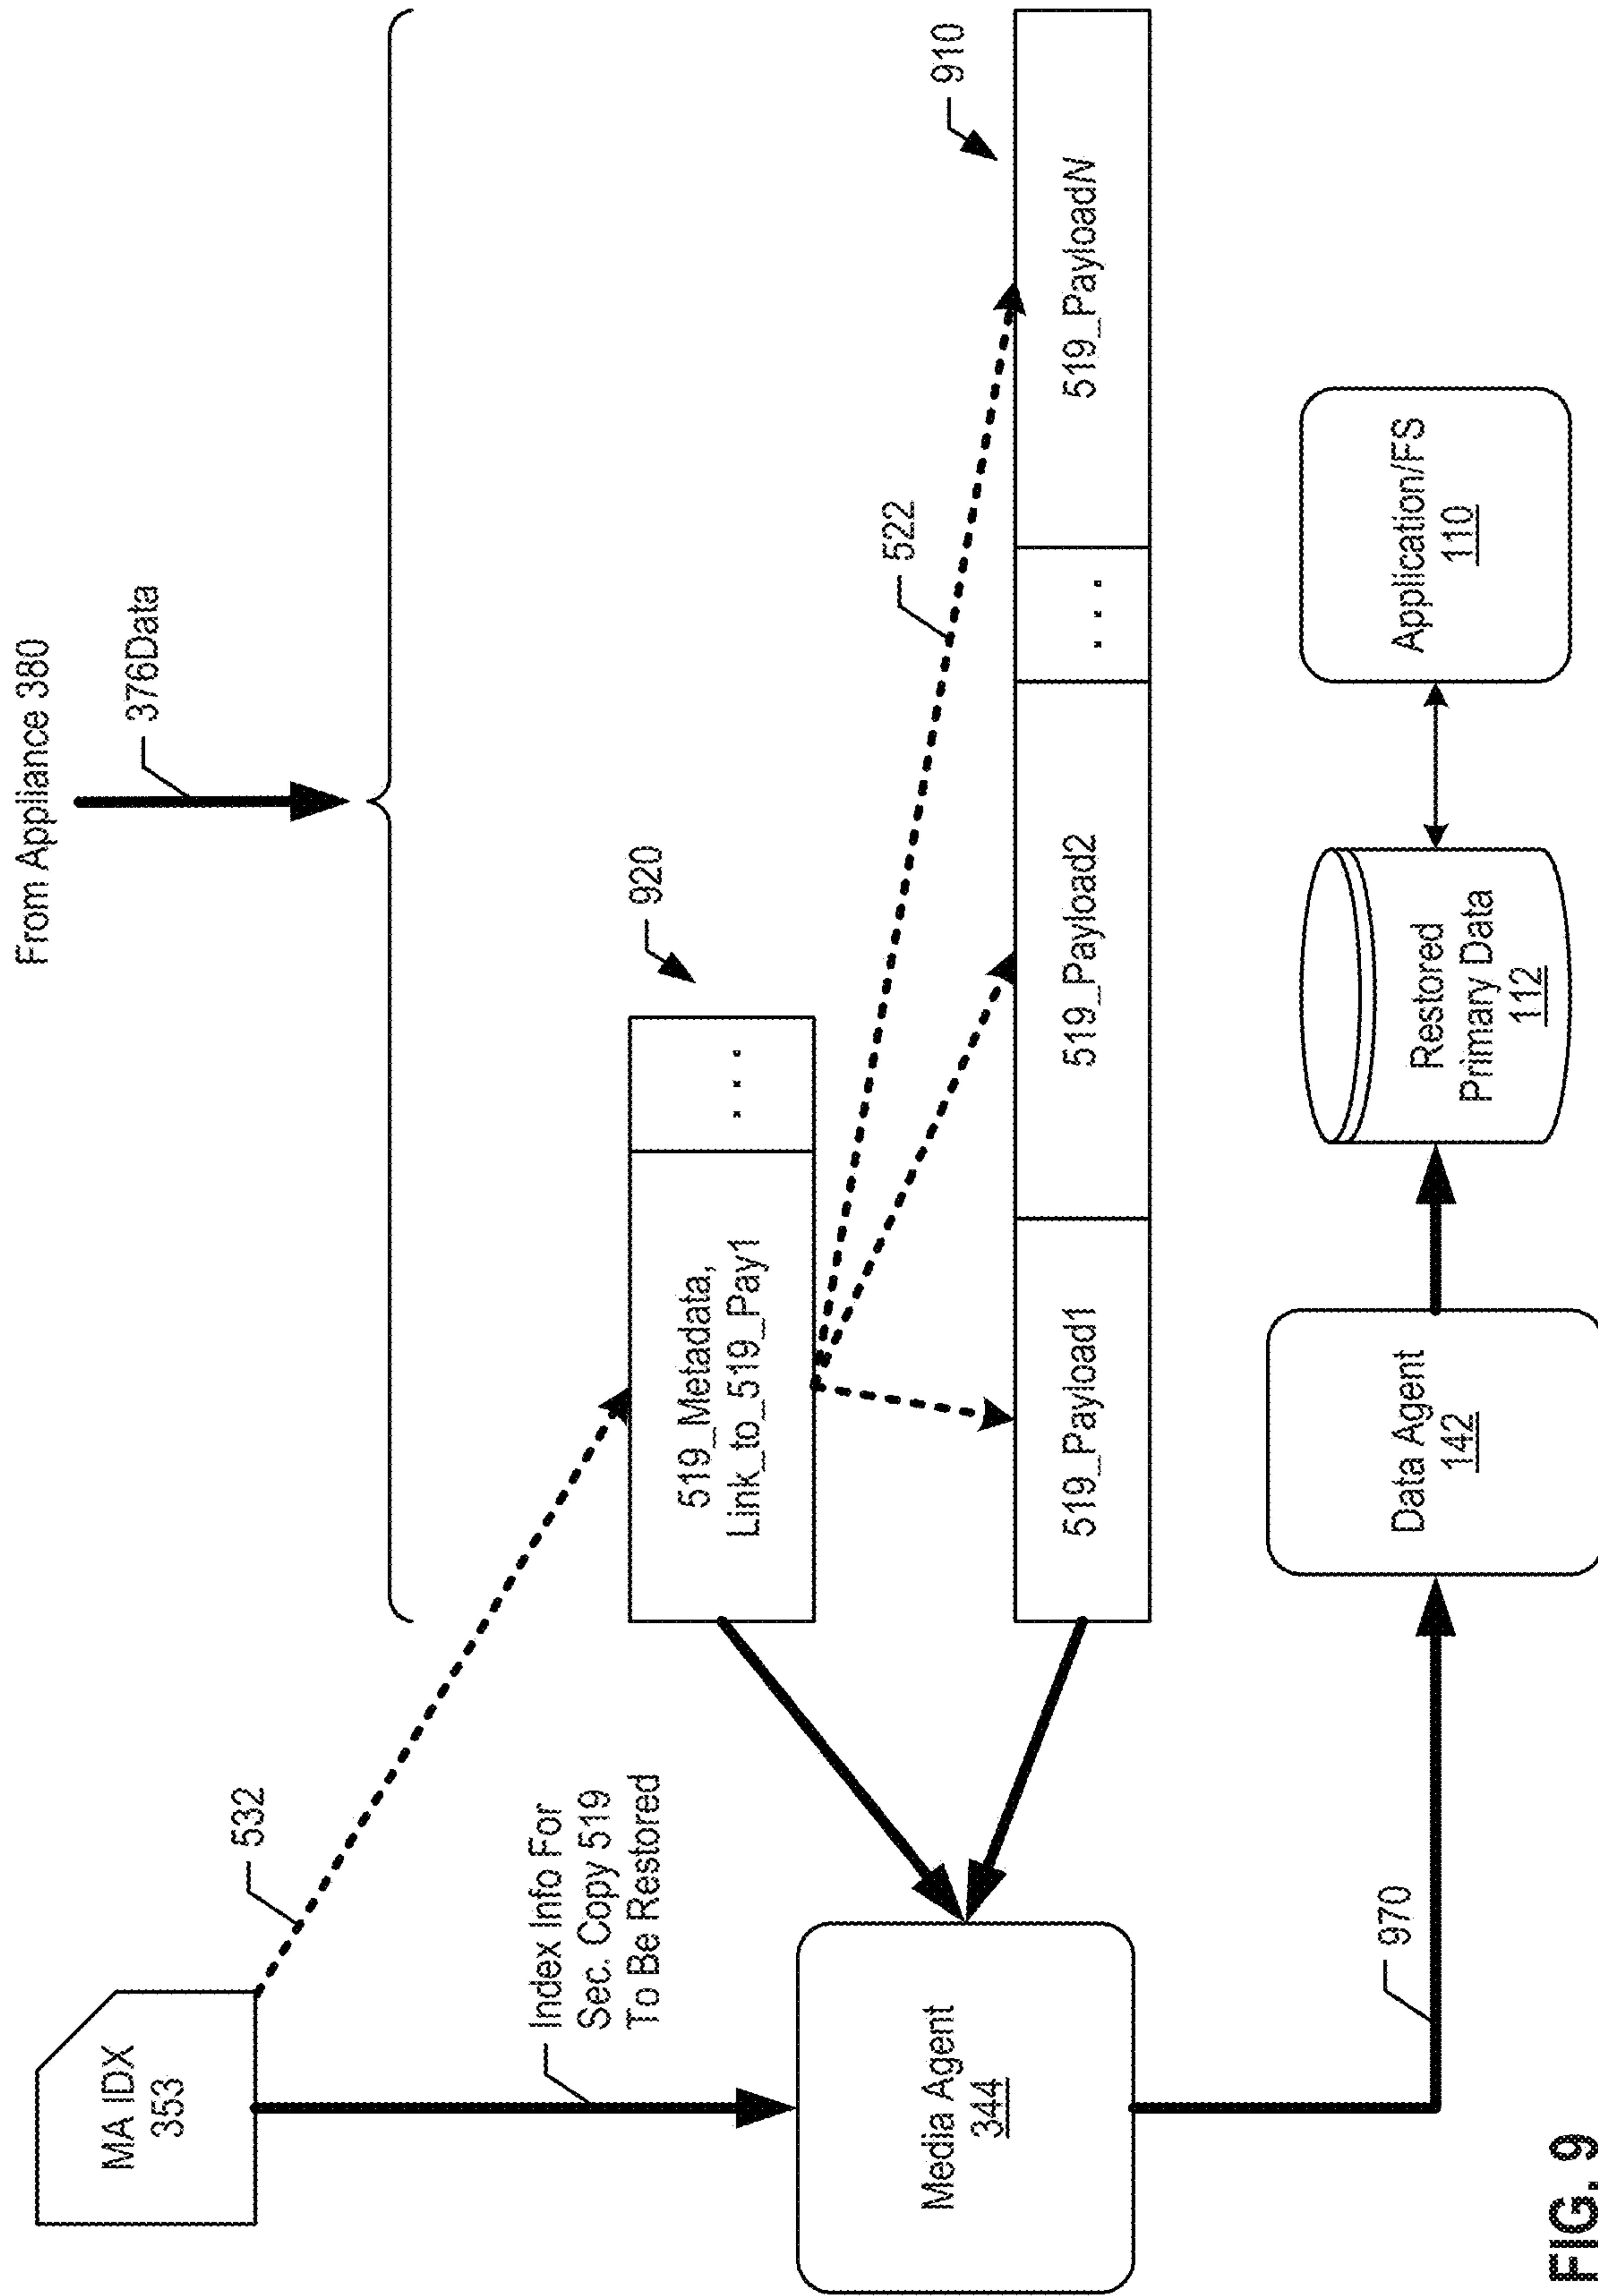 From Appliance 380
376Data
MA IDX
353
532
Index Info For
Sec. Copy 519
To Be Restored
920
519_Metadata,
Link_to_519_Pay1
. . .
522
910
519_Payload1
519_Payload2
. . .
519_PayloadN
Media Agent
344
970
Data Agent
142
Restored
Primary Data
112
Application/FS
110
FIG. 9